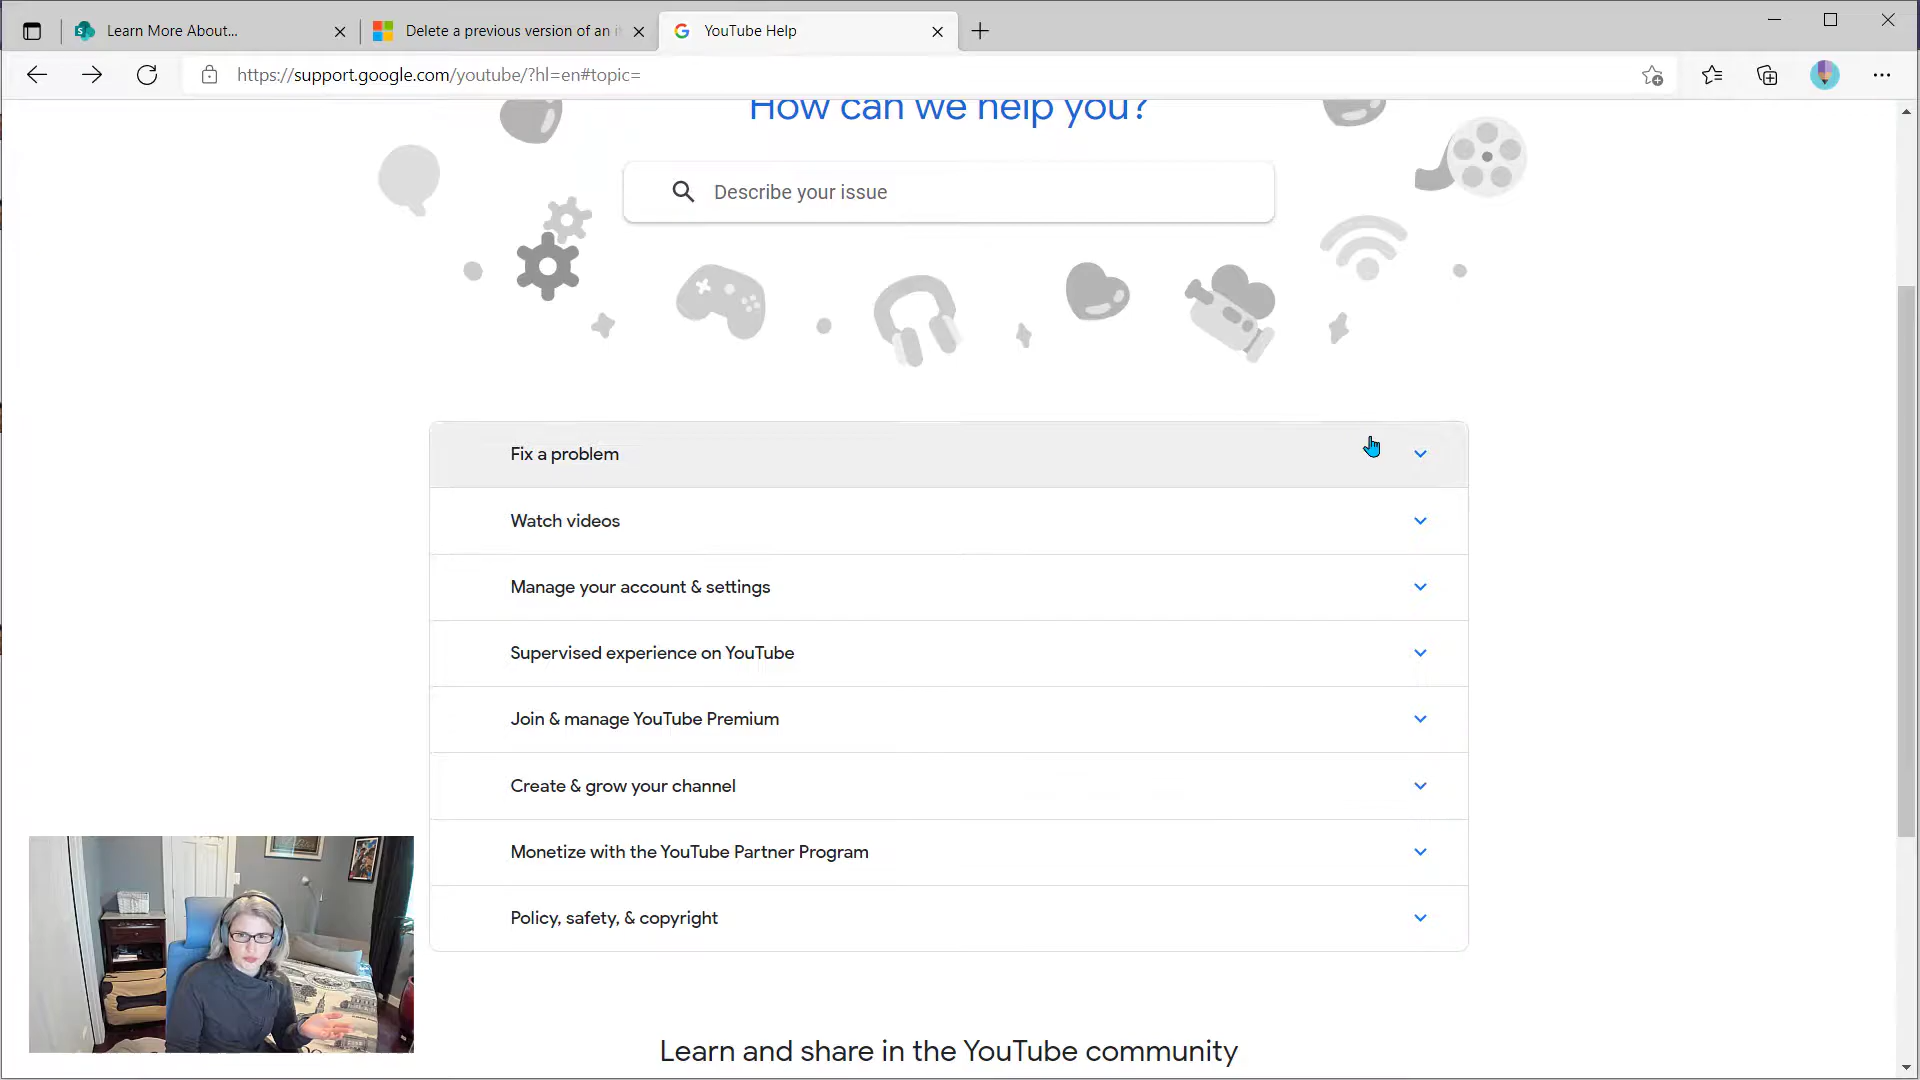 Learn More About...
Delete a previous version of an i
YouTube Help
https://support.google.com/youtube/?hl=en#topic=
How can we help you?
Describe your issue
Fix a problem
Watch videos
Manage your account & settings
Supervised experience on YouTube
Join & manage YouTube Premium
Create & grow your channel
Monetize with the YouTube Partner Program
Policy, safety, & copyright
Learn and share in the YouTube community